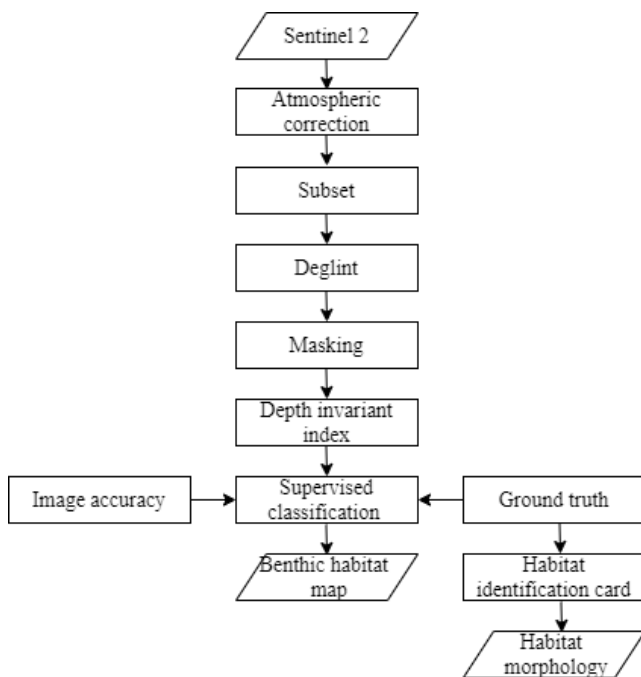 Sentinel 2
Atmospheric
correction
Subset
Deglint
Masking
Depth invariant
index
Image accuracy
Supervised
classification
Ground truth
Benthic habitat
map
Habitat
identification card
Habitat
morphology